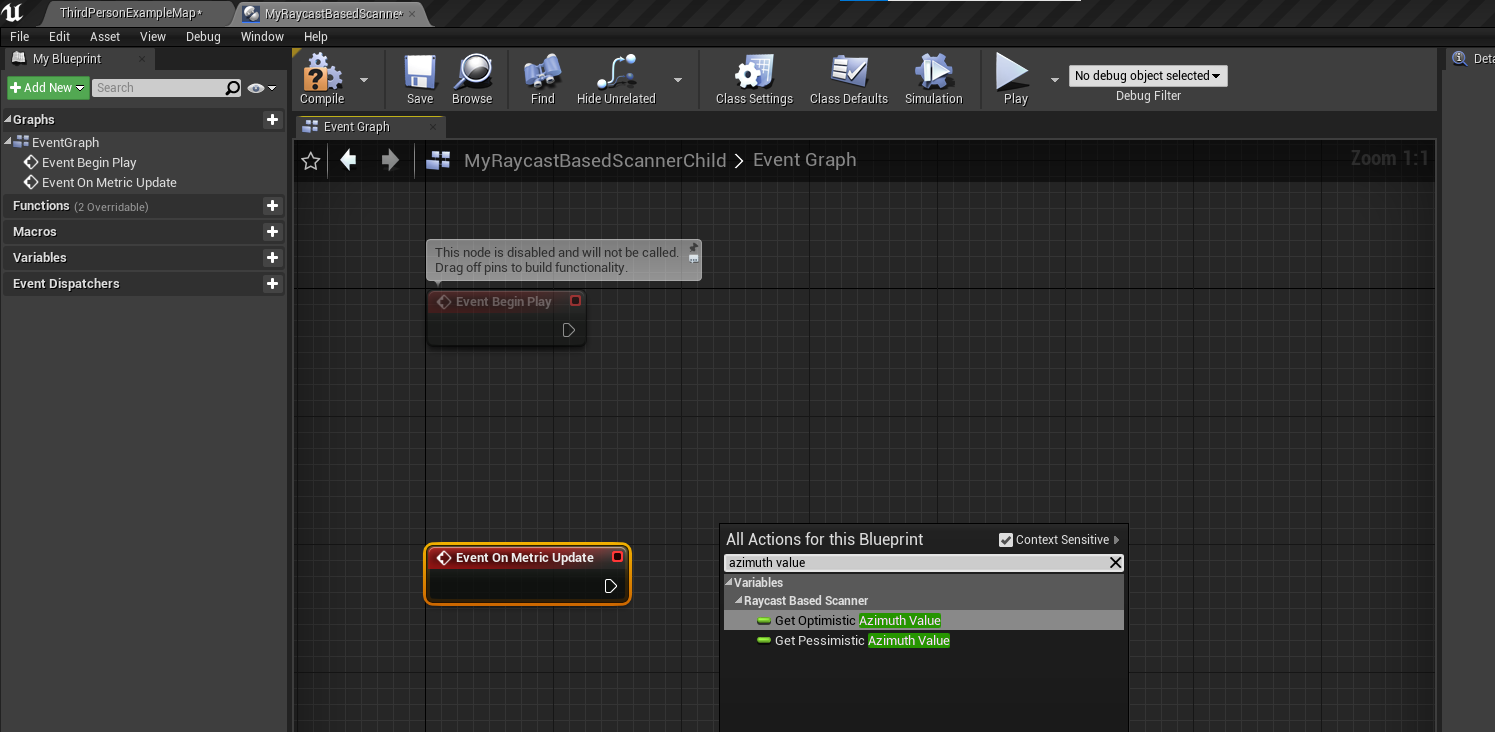 ThirdPersonExampleMap*
MyRaycastBasedScanne*
File Edit Asset View Debug Window Help
My Blueprint
Add New
Search
Graphs
EventGraph
Event Begin Play
Event On Metric Update
Functions (2 Overridable)
Macros
Variables
Event Dispatchers
Compile
Save
Browse
Find
Hide Unrelated
Class Settings
Class Defaults
Simulation
Play
No debug object selected
Debug Filter
Deta
Event Graph
MyRaycastBasedScannerChild > Event Graph
Zoom 1:1
This node is disabled and will not be called.
Drag off pins to build functionality.
Event Begin Play
Event On Metric Update
All Actions for this Blueprint
Context Sensitive
azimuth value
Variables
Raycast Based Scanner
Get Optimistic Azimuth Value
Get Pessimistic Azimuth Value